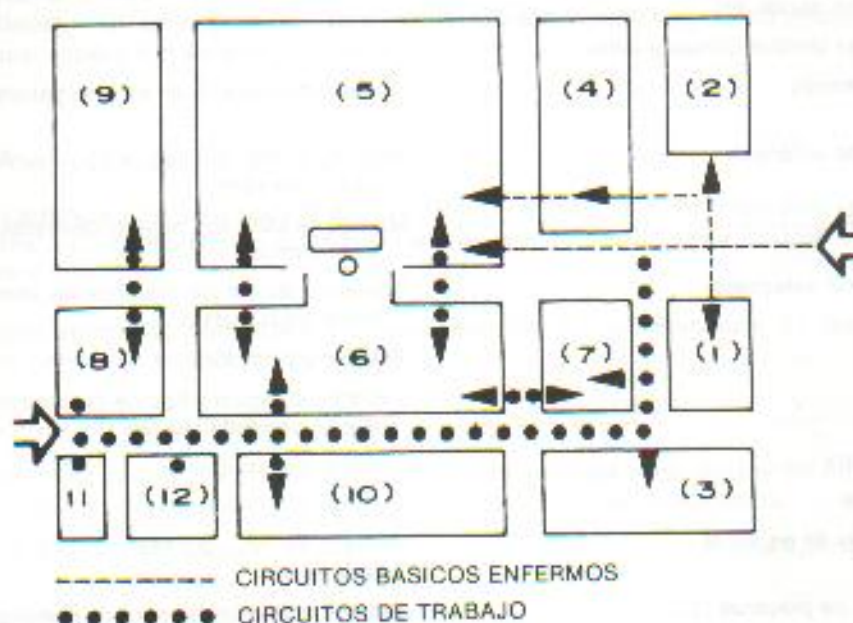 (9) (5) (4) (2)
(8) (6) (7) (1)
11 (12) (10) (3)
CIRCUITOS BASICOS ENFERMOS
CIRCUITOS DE TRABAJO